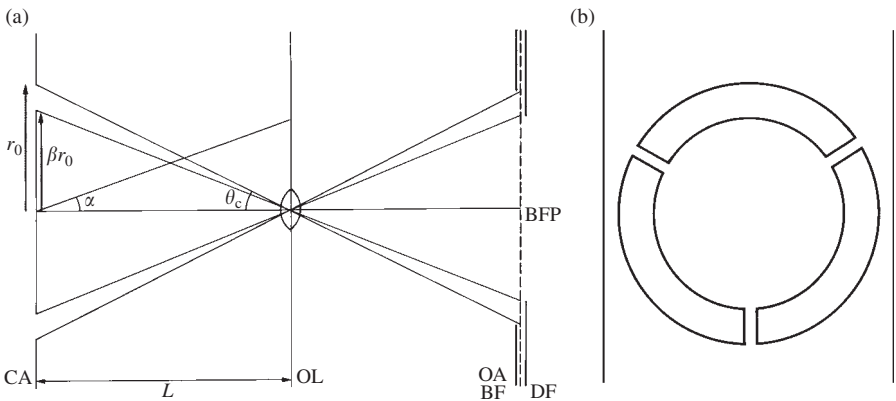 (a)
(b)
r₀
βr₀
α
θc
BFP
CA
L
OL
OA
BF
DF